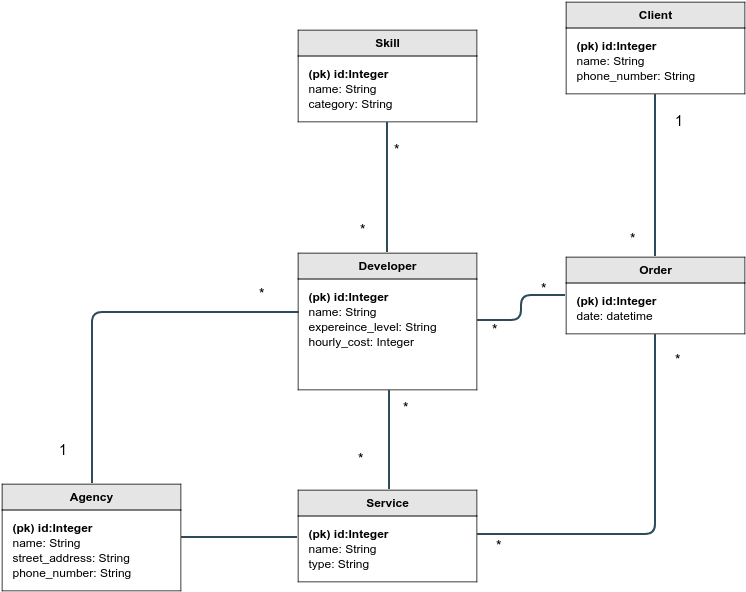 Client
(pk) id:Integer
name: String
phone_number: String
1
*
Skill
(pk) id:Integer
name: String
category: String
*
*
Developer
(pk) id:Integer
name: String
expereince_level: String
hourly_cost: Integer
*
*
*
Order
(pk) id:Integer
date: datetime
*
*
*
1
Agency
(pk) id:Integer
name: String
street_address: String
phone_number: String
Service
(pk) id:Integer
name: String
type: String
*